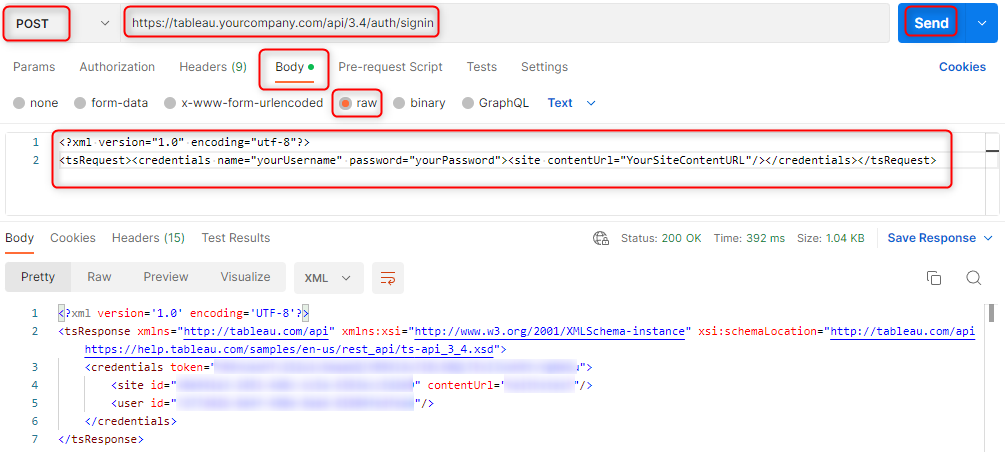 POST https://tableau.yourcompany.com/api/3.4/auth/signin Send
Params Authorization Headers (9) Body Pre-request Script Tests Settings Cookies
none form-data x-www-form-urlencoded raw binary GraphQL Text
1 <?xml version="1.0" encoding="utf-8"?>
2 <tsRequest><credentials name="yourUsername" password="yourPassword"><site contentUrl="YourSiteContentURL"/></credentials></tsRequest>
Body Cookies Headers (15) Test Results Status: 200 OK Time: 392 ms Size: 1.04 KB Save Response
Pretty Raw Preview Visualize XML
1 <?xml version='1.0' encoding='UTF-8'?>
2 <tsResponse xmlns="http://tableau.com/api" xmlns:xsi="http://www.w3.org/2001/XMLSchema-instance" xsi:schemaLocation="http://tableau.com/api
https://help.tableau.com/samples/en-us/rest_api/ts-api_3_4.xsd">
3 <credentials token=" ">
4 <site id=" " contentUrl=" "/>
5 <user id=" "/>
6 </credentials>
7 </tsResponse>